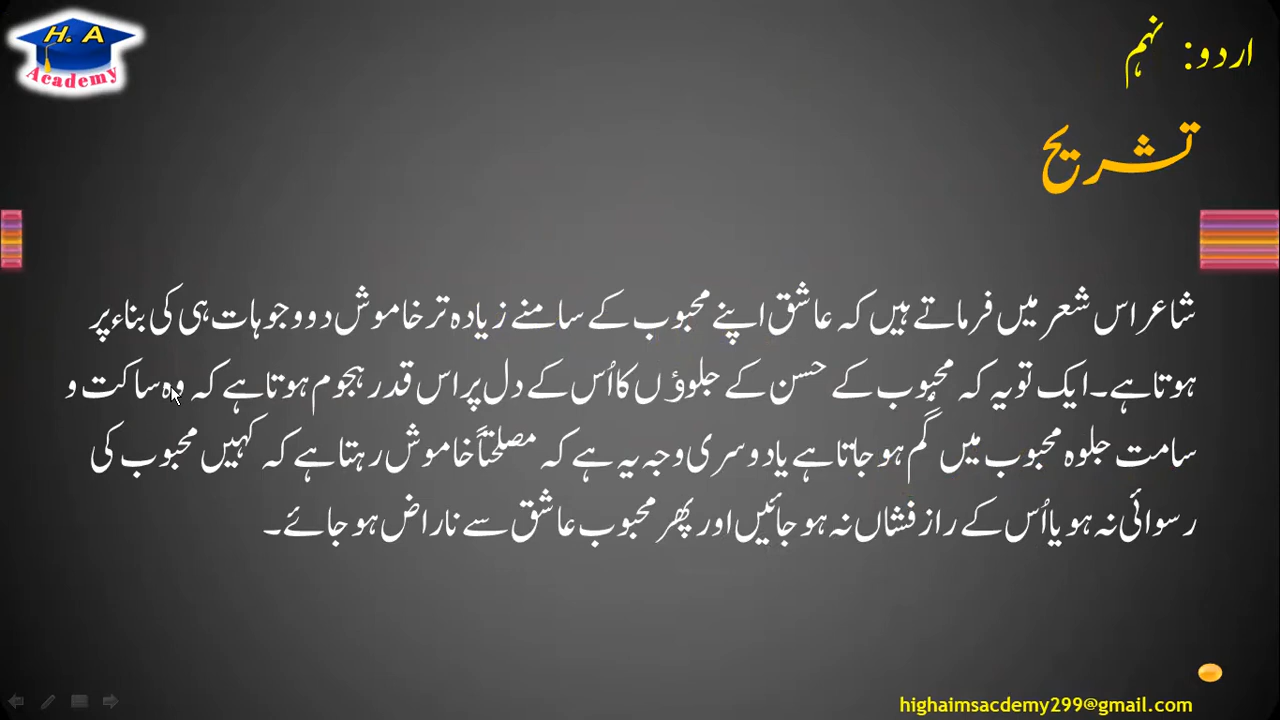 H. A
Academy
اردو: نہم
تشریح
شاعر اس شعر میں فرماتے ہیں کہ عاشق اپنے محبوب کے سامنے زیادہ تر خاموش دو وجوہات ہی کی بناء پر
ہوتا ہے۔ ایک تو یہ کہ محبوب کے حسن کے جلوؤں کا اُس کے دل پر اس قدر ہجوم ہوتا ہے کہ وہ ساکت و
سامت جلوہ محبوب میں گُم ہو جاتا ہے یا دوسری وجہ یہ ہے کہ مصلحتاََ خاموش رہتا ہے کہ کہیں محبوب کی
رسوائی نہ ہو یا اُس کے راز فشاں نہ ہو جائیں اور پھر محبوب عاشق سے ناراض ہو جائے۔
highaimsacdemy299@gmail.com